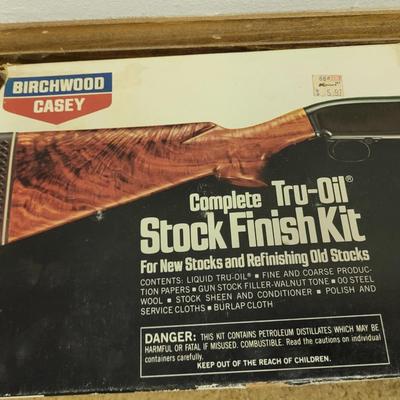 BIRCHWOOD
CASEY
$ 5.97
Complete Tru-Oil®
Stock Finish Kit
For New Stocks and Refinishing Old Stocks
CONTENTS: LIQUID TRU-OIL® ■ FINE AND COARSE PRODUC-
TION PAPERS ■ GUN STOCK FILLER-WALNUT TONE ■ OO STEEL
WOOL ■ STOCK SHEEN AND CONDITIONER ■ POLISH AND
SERVICE CLOTHS ■ BURLAP CLOTH
DANGER: THIS KIT CONTAINS PETROLEUM DISTILLATES WHICH MAY BE
HARMFUL OR FATAL IF MISUSED. COMBUSTIBLE. Read the cautions on individual
containers carefully.
KEEP OUT OF THE REACH OF CHILDREN.